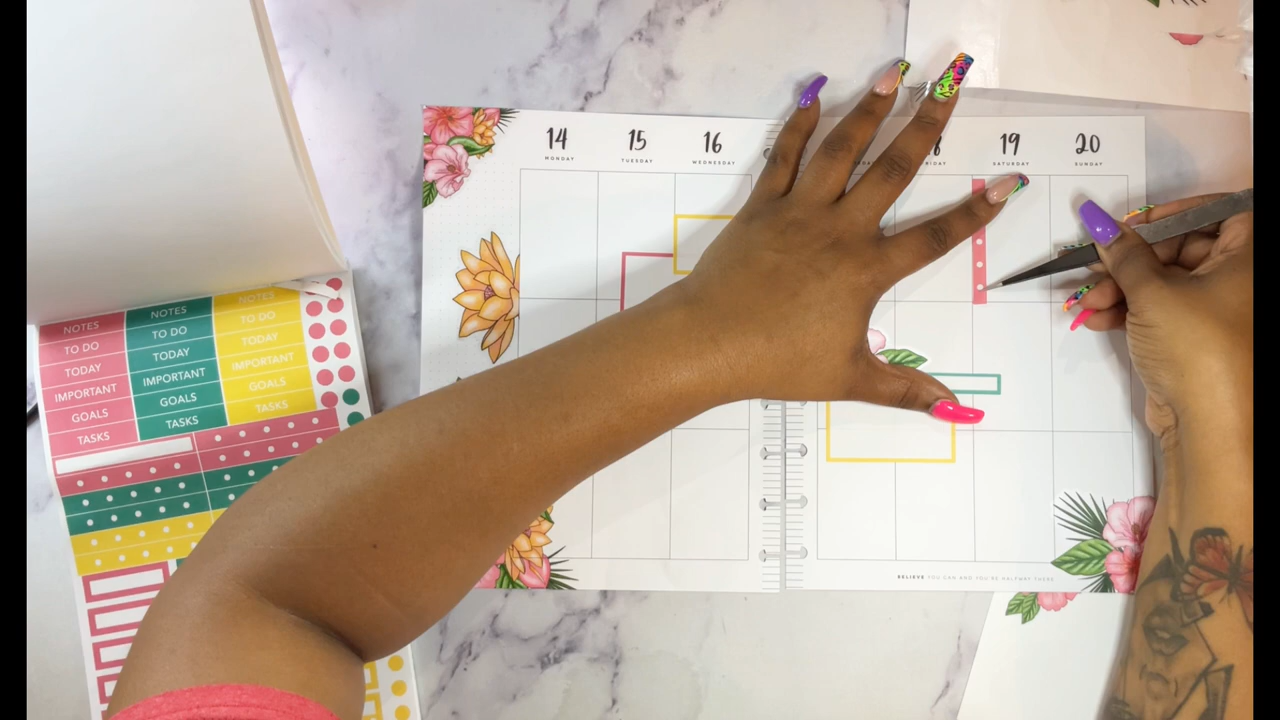 14 15 16 19 20
MONDAY TUESDAY WEDNESDAY SATURDAY SUNDAY
NOTES NOTES NOTES
TO DO TO DO TO DO
TODAY TODAY TODAY
IMPORTANT IMPORTANT IMPORTANT
GOALS GOALS GOALS
TASKS TASKS TASKS
BELIEVE YOU CAN AND YOU'RE HALFWAY THERE